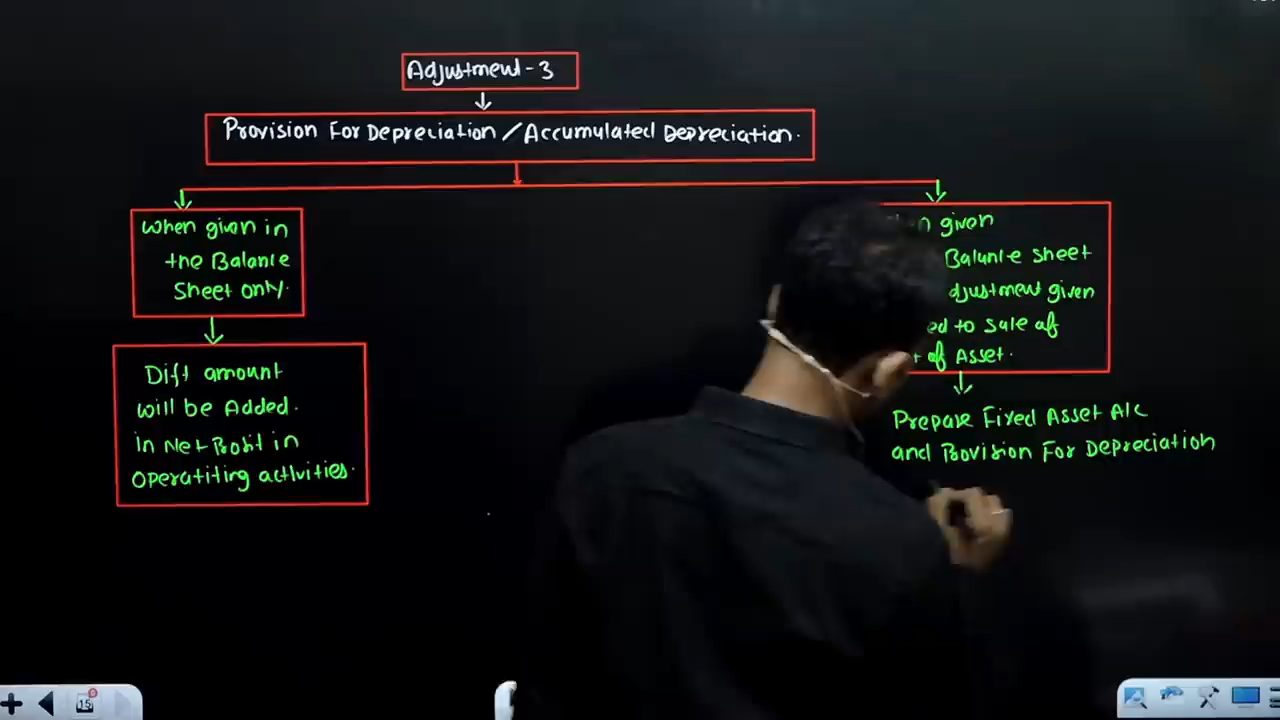 Adjustment-3
Provision For Depreciation/Accumulated Depreciation.
When given in
the Balance
Sheet only.
Diff amount
will be Added.
in Net Profit in
operatiting activities.
given
Balance sheet
given
to Sale of
of Asset.
Prepare Fixed Asset A/c
and Provision For Depreciation
15